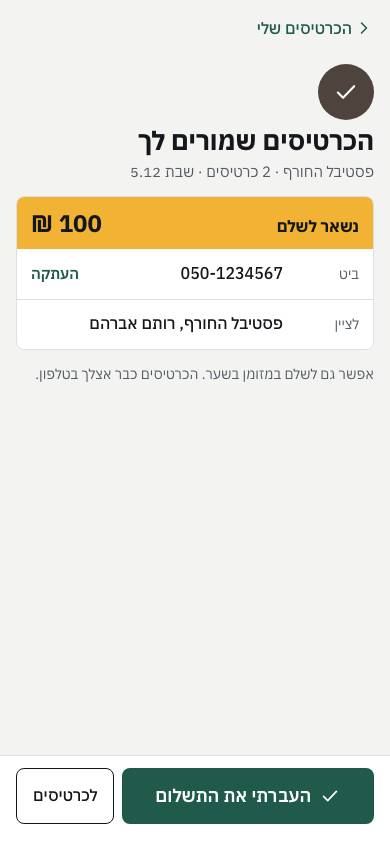 הכרטיסים שלי
הכרטיסים שמורים לך
פסטיבל החורף · 2 כרטיסים · שבת 5.12
נשאר לשלם 100 ₪
ביט 050-1234567 העתקה
לציין פסטיבל החורף, רותם אברהם
אפשר גם לשלם במזומן בשער. הכרטיסים כבר אצלך בטלפון.
העברתי את התשלום
לכרטיסים